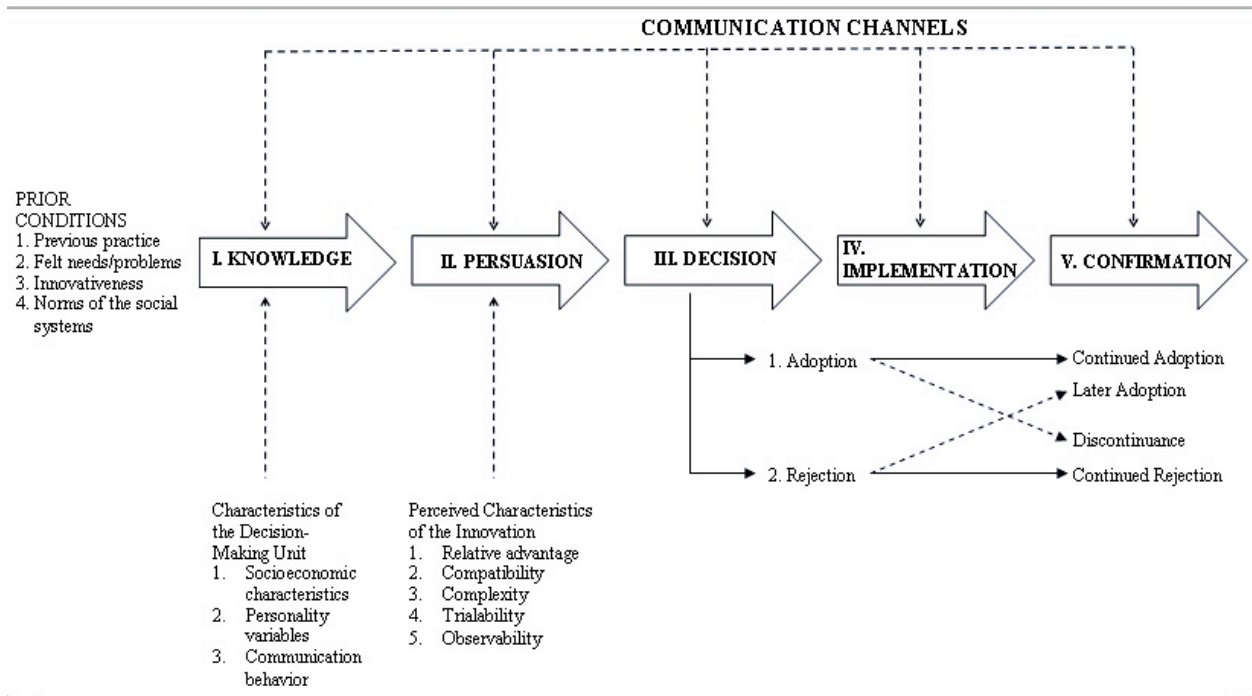 COMMUNICATION CHANNELS
PRIOR
CONDITIONS
1. Previous practice
2. Felt needs/problems
3. Innovativeness
4. Norms of the social
systems
I. KNOWLEDGE
II. PERSUASION
III. DECISION
IV.
IMPLEMENTATION
V. CONFIRMATION
1. Adoption
Continued Adoption
Later Adoption
Discontinuance
2. Rejection
Continued Rejection
Characteristics of
the Decision-
Making Unit
1. Socioeconomic
characteristics
2. Personality
variables
3. Communication
behavior
Perceived Characteristics
of the Innovation
1. Relative advantage
2. Compatibility
3. Complexity
4. Trialability
5. Observability